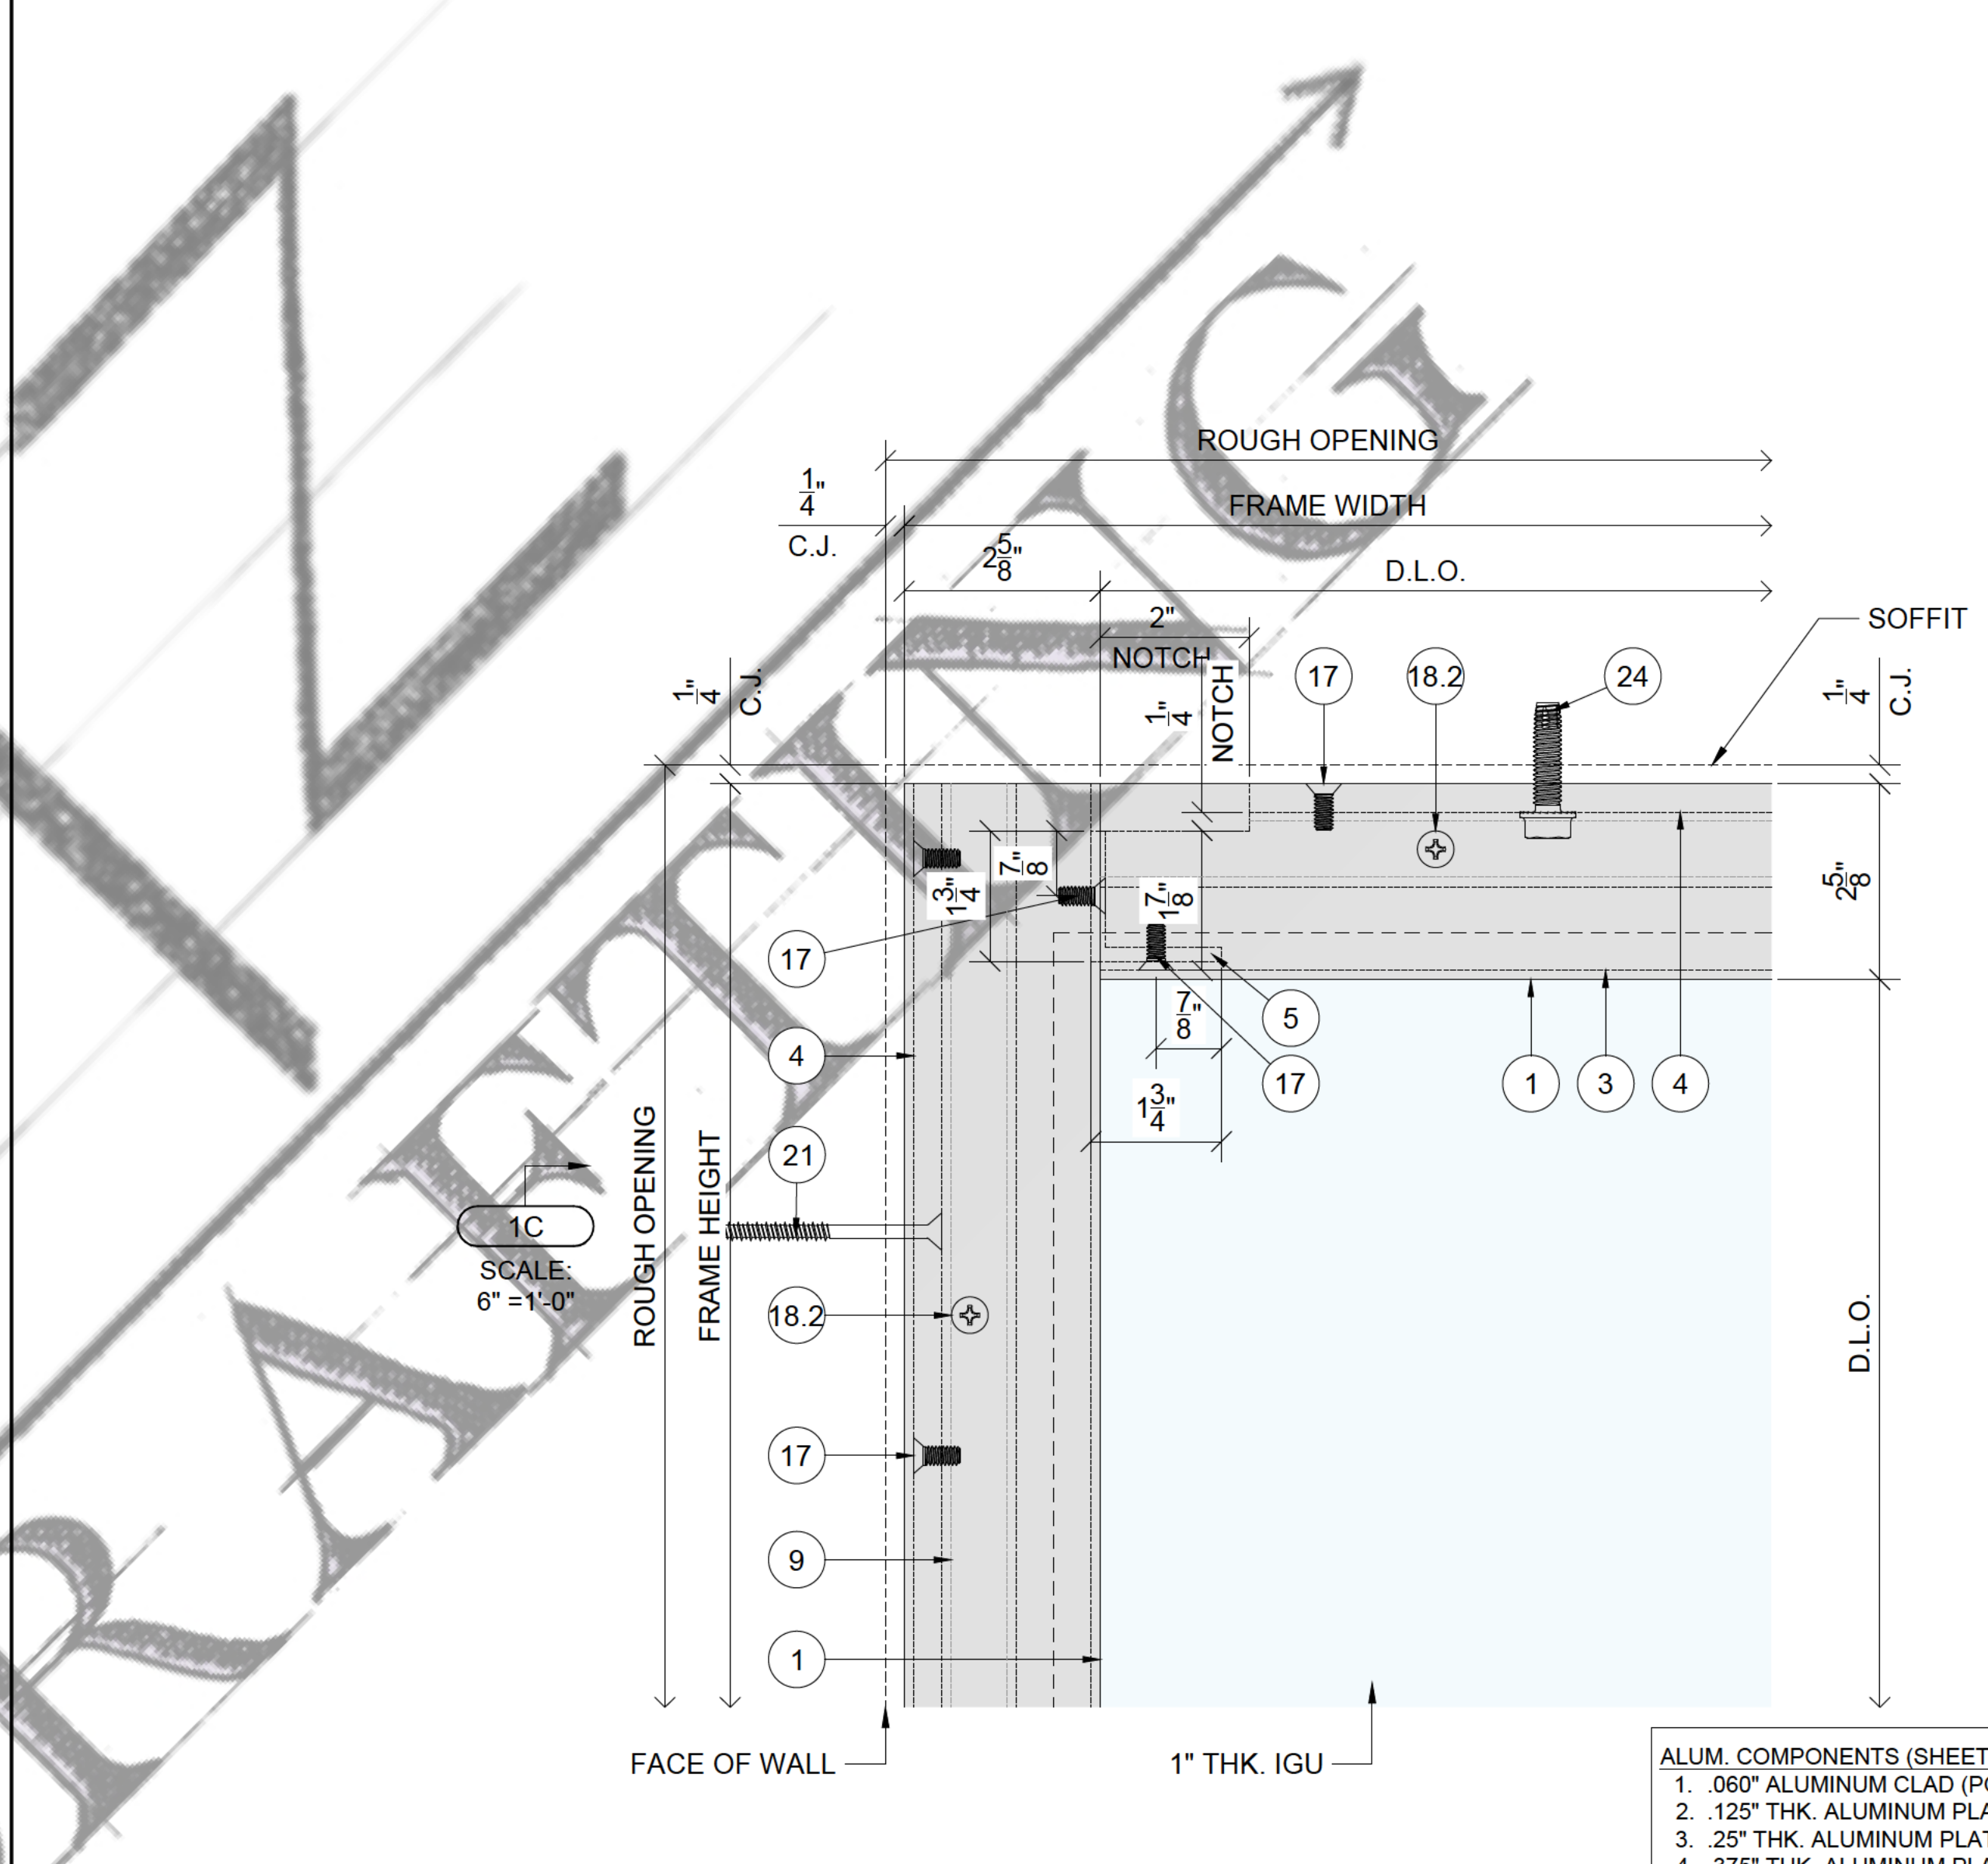 ROUGH OPENING
1/4"
C.J.
FRAME WIDTH
2 5/8"
D.L.O.
2"
NOTCH
SOFFIT
1/4"
C.J.
1/4"
NOTCH
17
18.2
24
1/4"
C.J.
1 3/4"
7/8"
1 7/8"
2 5/8"
17
7/8"
5
4
1 3/4"
17
1
3
4
21
ROUGH OPENING
FRAME HEIGHT
1C
SCALE:
6" =1'-0"
18.2
D.L.O.
17
9
1
FACE OF WALL
1" THK. IGU
ALUM. COMPONENTS (SHEET
1. .060" ALUMINUM CLAD
2. .125" THK. ALUMINUM
3. .25" THK. ALUMINUM
4. .375" THK. ALUMINUM